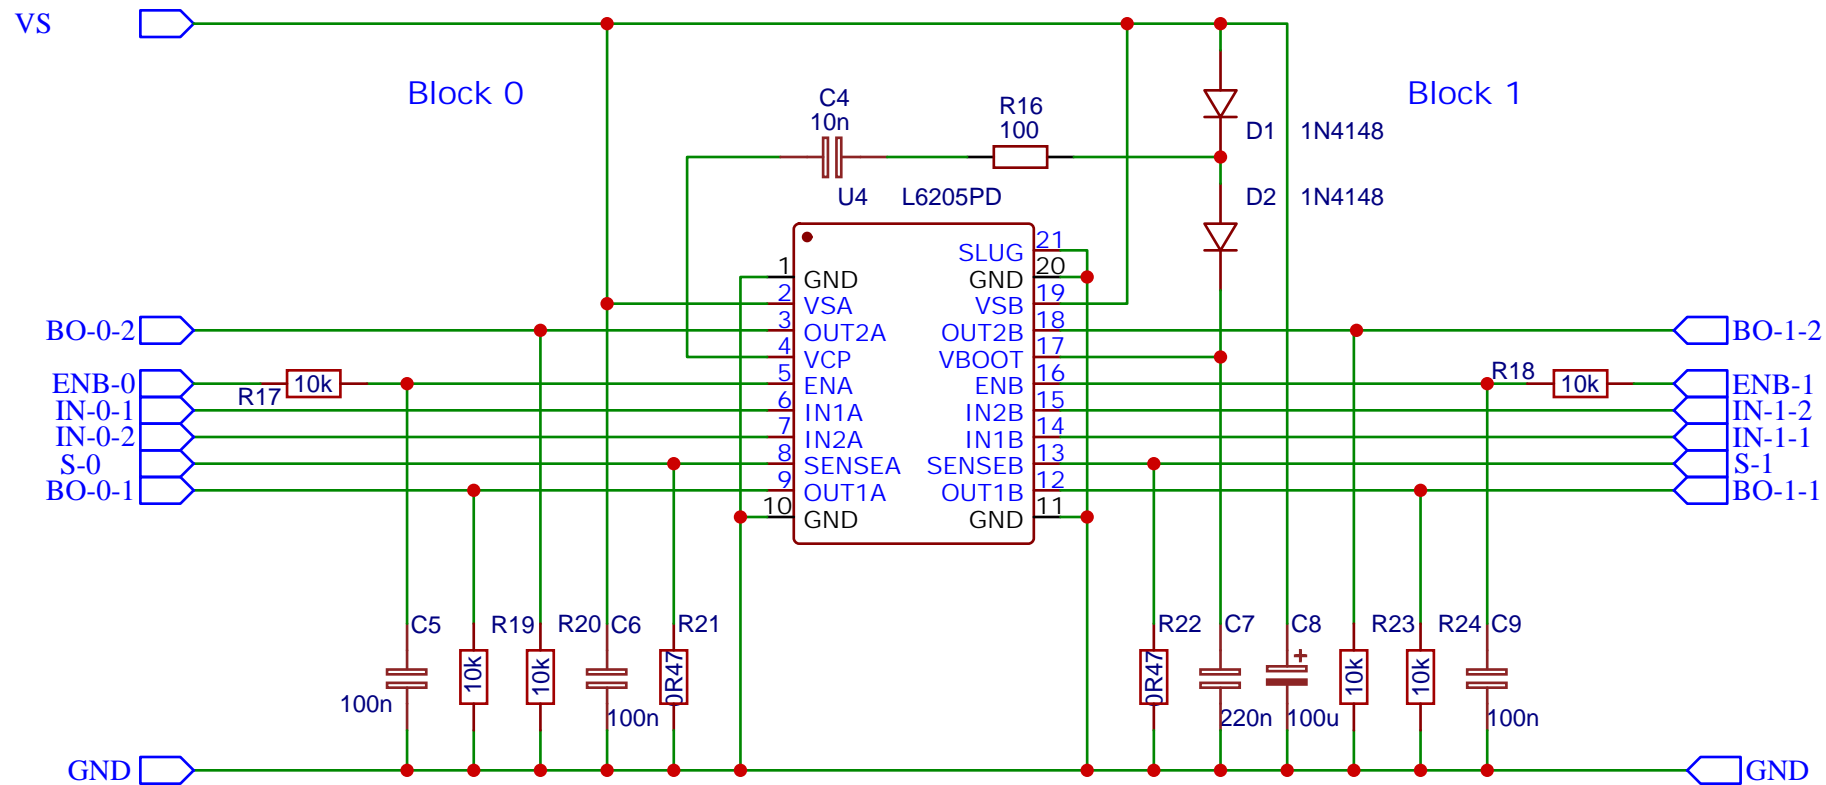 VS
Block 0
Block 1
C4
10n
R16
100
D1 1N4148
U4 L6205PD
D2 1N4148
SLUG 21
1 GND
GND 20
2 VSA
VSB 19
BO-0-2
3 OUT2A
OUT2B 18
BO-1-2
4 VCP
VBOOT 17
ENB-0
R17
10k
5 ENA
ENB 16
R18
10k
ENB-1
IN-0-1
6 IN1A
IN2B 15
IN-1-2
IN-0-2
7 IN2A
IN1B 14
IN-1-1
S-0
8 SENSEA
SENSEB 13
S-1
BO-0-1
9 OUT1A
OUT1B 12
BO-1-1
10 GND
GND 11
C5
R19
R20
C6
R21
R22
C7
C8
R23
R24
C9
10k
10k
0R47
0R47
+
10k
10k
100n
100n
220n
100u
100n
GND
GND